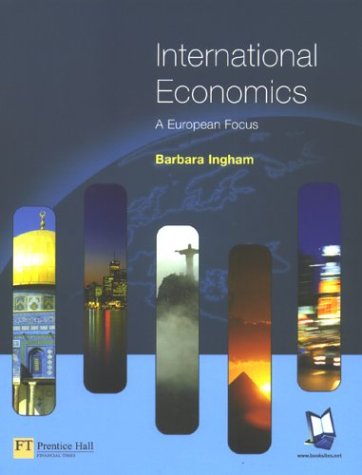 International
Economics
A European Focus
Barbara Ingham
FT
Prentice Hall
FINANCIAL TIMES
www.booksites.net